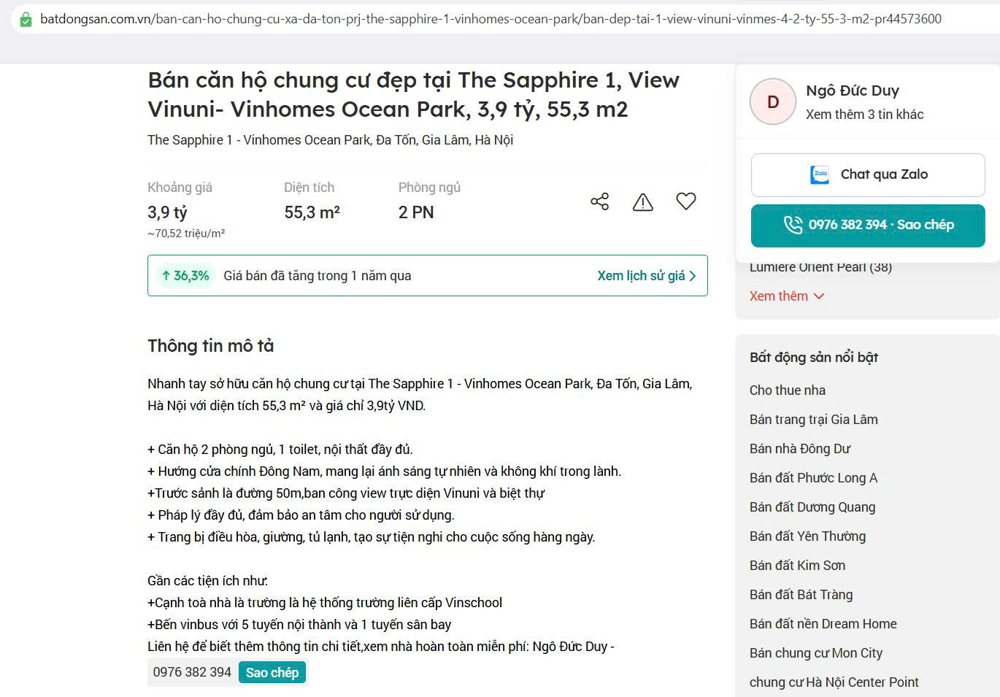 batdongsan.com.vn/ban-can-ho-chung-cu-xa-da-ton-prj-the-sapphire-1-vinhomes-ocean-park/ban-dep-tai-1-view-vinuni-vinmes-4-2-ty-55-3-m2-pr44573600
Bán căn hộ chung cư đẹp tại The Sapphire 1, View
Vinuni- Vinhomes Ocean Park, 3,9 tỷ, 55,3 m2
The Sapphire 1 - Vinhomes Ocean Park, Đa Tốn, Gia Lâm, Hà Nội
Khoảng giá
Diện tích
Phòng ngủ
3,9 tỷ
55,3 m²
2 PN
~70,52 triệu/m²
36,3%
Giá bán đã tăng trong 1 năm qua
Xem lịch sử giá
Thông tin mô tả
Nhanh tay sở hữu căn hộ chung cư tại The Sapphire 1 - Vinhomes Ocean Park, Đa Tốn, Gia Lâm,
Hà Nội với diện tích 55,3 m² và giá chỉ 3,9tỷ VND.
+ Căn hộ 2 phòng ngủ, 1 toilet, nội thất đầy đủ.
+ Hướng cửa chính Đông Nam, mang lại ánh sáng tự nhiên và không khí trong lành.
+Trước sảnh là đường 50m,ban công view trực diện Vinuni và biệt thự
+ Pháp lý đầy đủ, đảm bảo an tâm cho người sử dụng.
+ Trang bị điều hòa, giường, tủ lạnh, tạo sự tiện nghi cho cuộc sống hàng ngày.
Gần các tiện ích như:
+Cạnh toà nhà là trường là hệ thống trường liên cấp Vinschool
+Bến vinbus với 5 tuyến nội thành và 1 tuyến sân bay
Liên hệ để biết thêm thông tin chi tiết,xem nhà hoàn toàn miễn phí: Ngô Đức Duy -
0976 382 394 Sao chép
D
Ngô Đức Duy
Xem thêm 3 tin khác
Zalo
Chat qua Zalo
0976 382 394 · Sao chép
Lumiere Orient Pearl (38)
Xem thêm
Bất động sản nổi bật
Cho thue nha
Bán trang trại Gia Lâm
Bán nhà Đông Dư
Bán đất Phước Long A
Bán đất Dương Quang
Bán đất Yên Thường
Bán đất Kim Sơn
Bán đất Bát Tràng
Bán đất nền Dream Home
Bán chung cư Mon City
chung cư Hà Nội Center Point